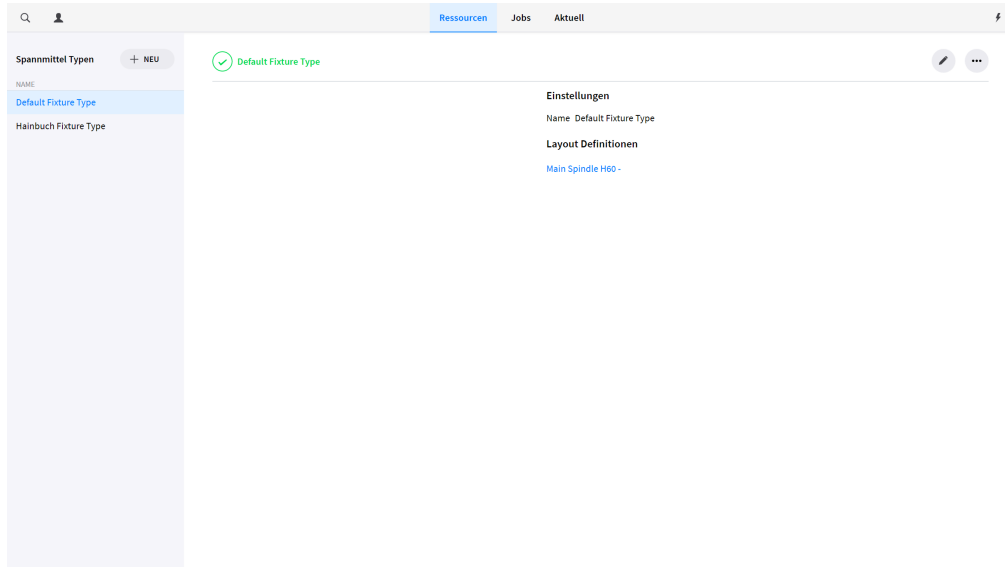 Ressourcen Jobs Aktuell
Spannmittel Typen + NEU
NAME
Default Fixture Type
Hainbuch Fixture Type
Default Fixture Type
Einstellungen
Name Default Fixture Type
Layout Definitionen
Main Spindle H60 -